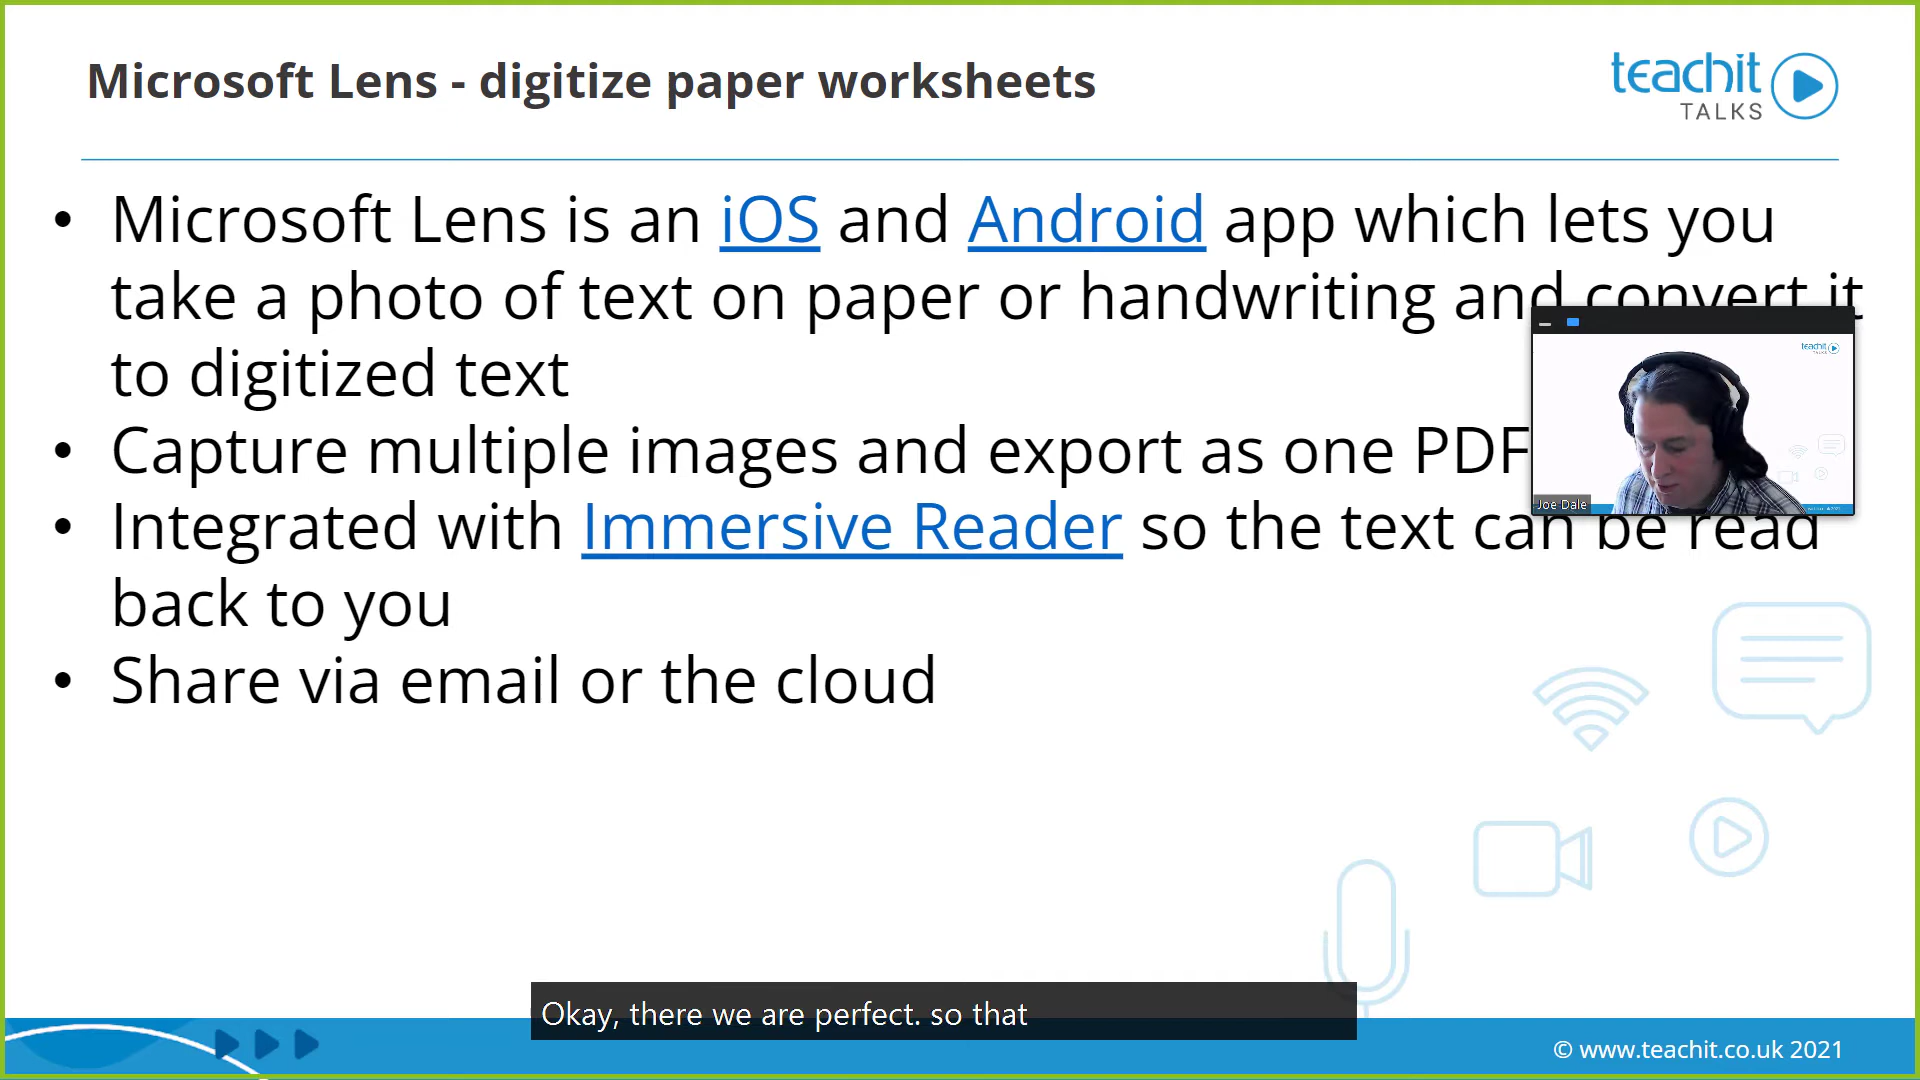 Microsoft Lens - digitize paper worksheets
teachit
TALKS
• Microsoft Lens is an iOS and Android app which lets you
take a photo of text on paper or handwriting and convert it
to digitized text
• Capture multiple images and export as one PDF
• Integrated with Immersive Reader so the text can be read
back to you
• Share via email or the cloud
teachit
TALKS
Joe Dale
Okay, there we are perfect. so that
© www.teachit.co.uk 2021